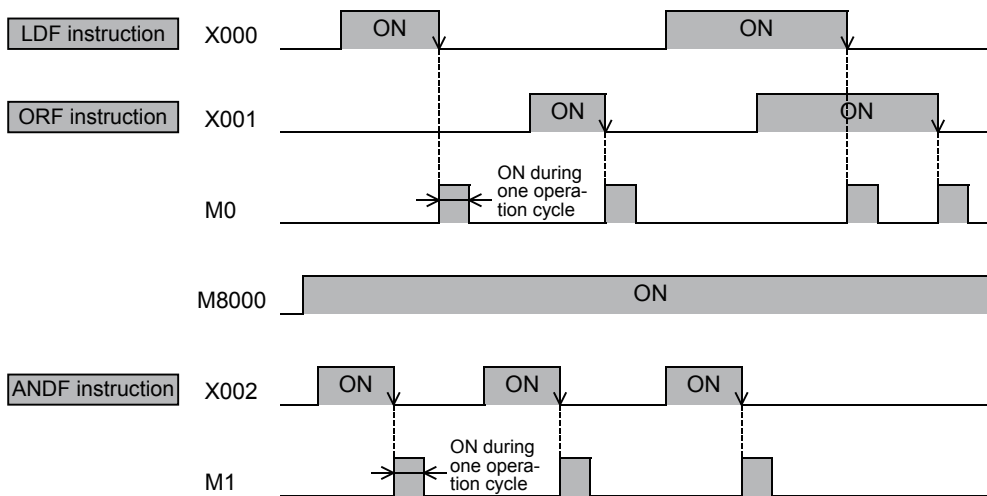 LDF instruction X000 ON ON
ORF instruction X001 ON ON
M0 ON during
one opera-
tion cycle
M8000 ON
ANDF instruction X002 ON ON ON
M1 ON during
one opera-
tion cycle